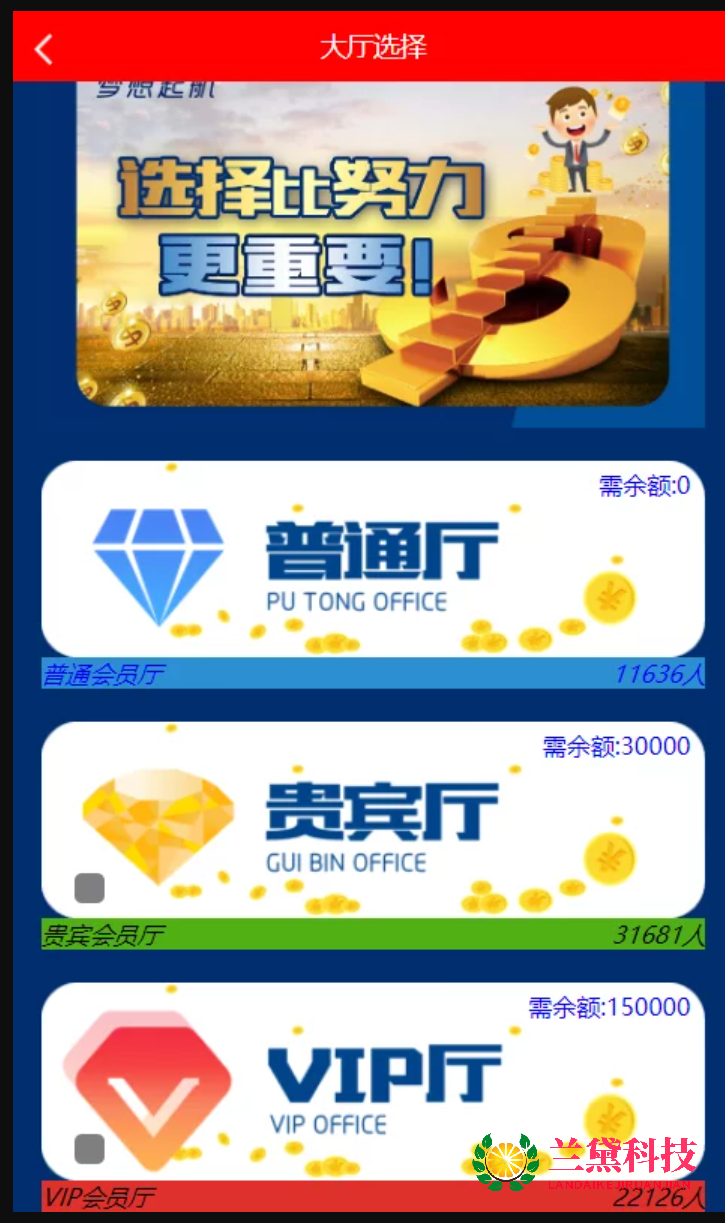 大厅选择
梦想起航
选择比努力
更重要!
需余额:0
普通厅
PU TONG OFFICE
普通会员厅 11636人
需余额:30000
贵宾厅
GUI BIN OFFICE
贵宾会员厅 31681人
需余额:150000
VIP厅
VIP OFFICE
兰黛科技
LANDAIKEJIRUANJIAN
VIP会员厅 22126人